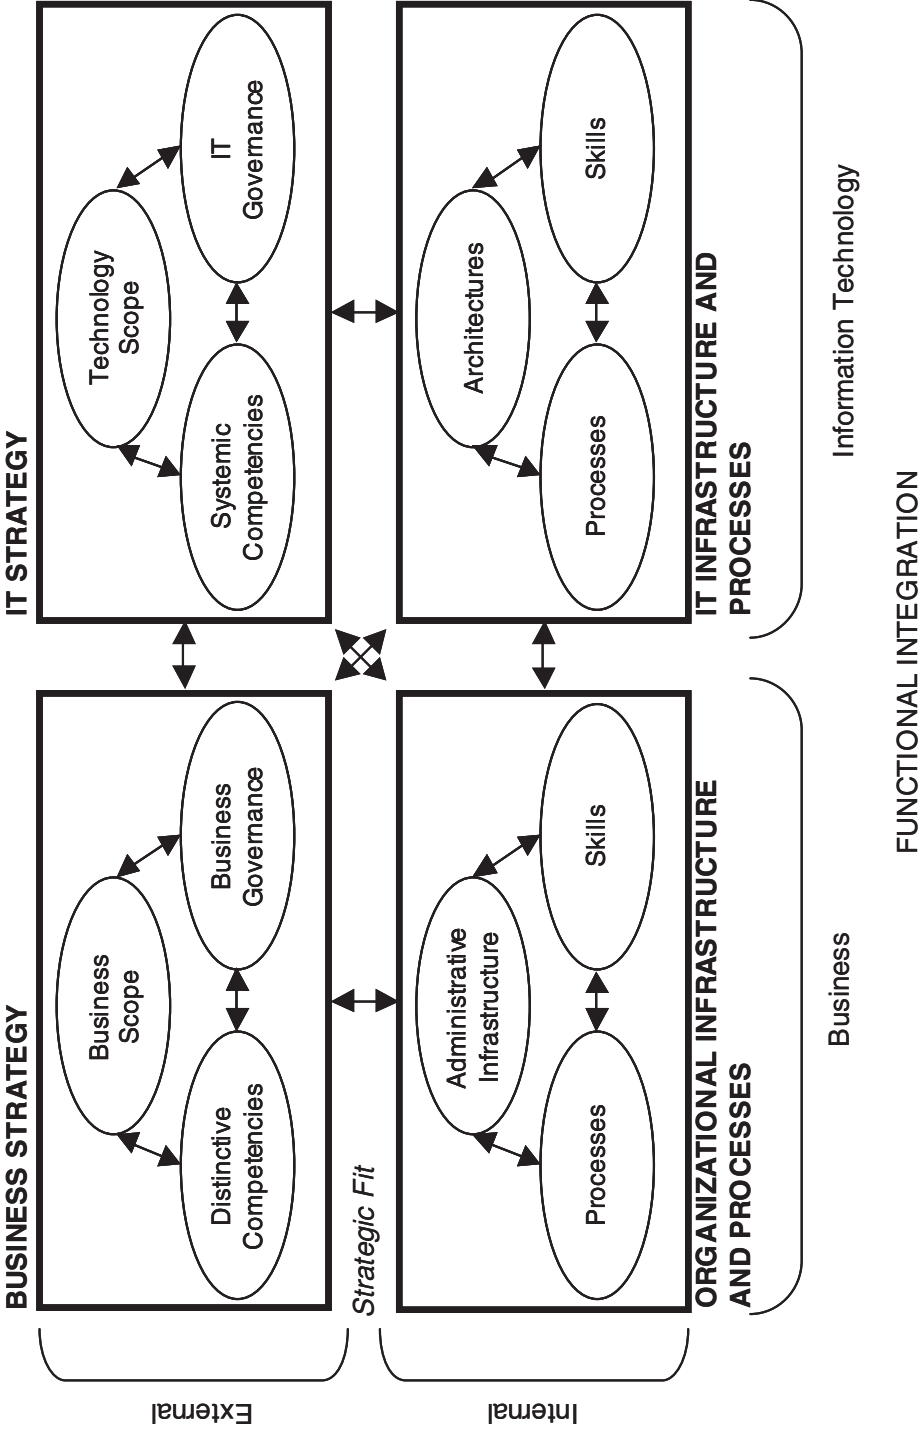 BUSINESS STRATEGY
IT STRATEGY
External
Business
Scope
Distinctive
Competencies
Business
Governance
Technology
Scope
Systemic
Competencies
IT
Governance
Strategic Fit
Internal
Administrative
Infrastructure
Processes
Skills
Architectures
Processes
Skills
ORGANIZATIONAL INFRASTRUCTURE
AND PROCESSES
IT INFRASTRUCTURE AND
PROCESSES
Business
Information Technology
FUNCTIONAL INTEGRATION